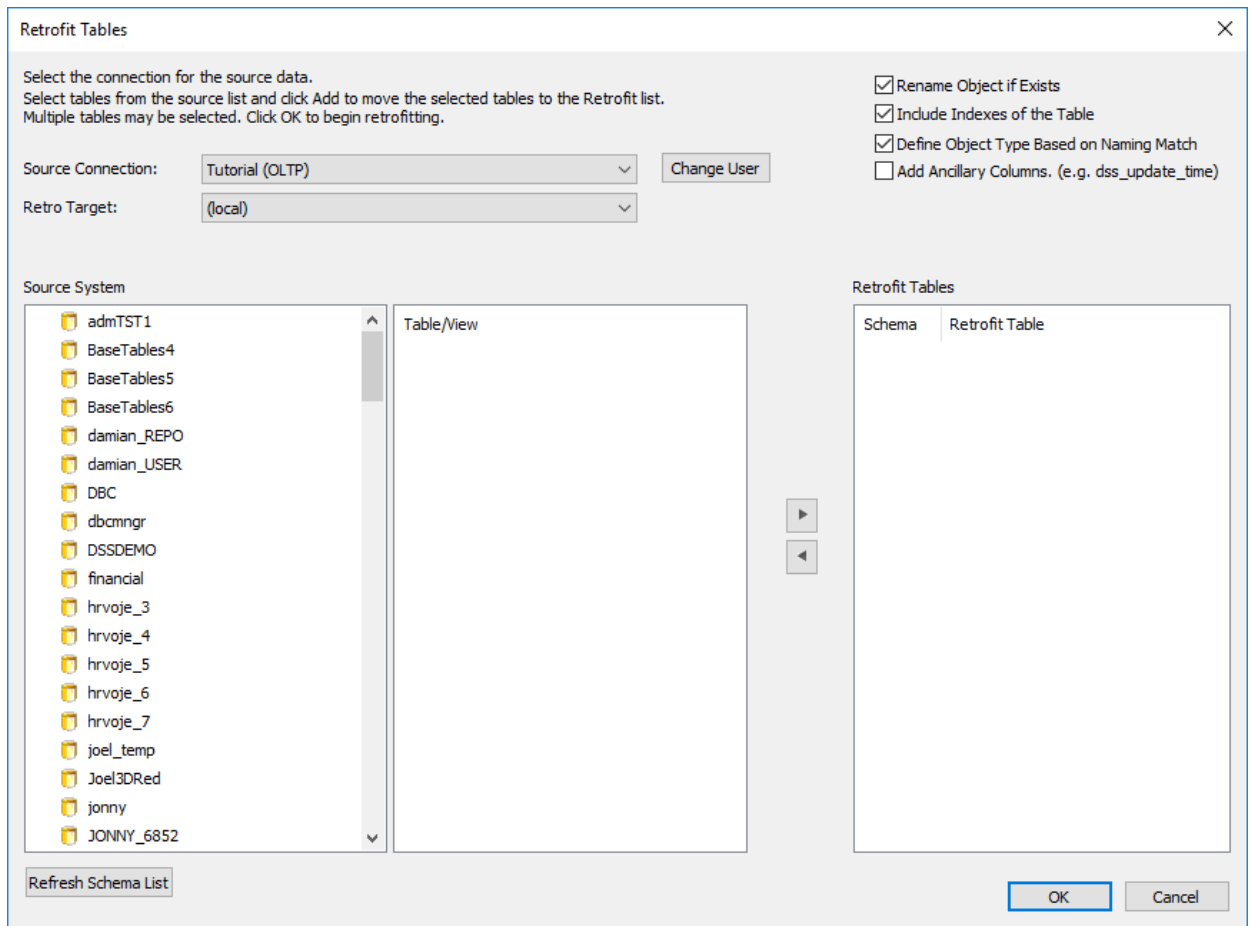 Retrofit Tables
Select the connection for the source data.
Select tables from the source list and click Add to move the selected tables to the Retrofit list.
Multiple tables may be selected. Click OK to begin retrofitting.
Rename Object if Exists
Include Indexes of the Table
Define Object Type Based on Naming Match
Add Ancillary Columns. (e.g. dss_update_time)
Source Connection:
Tutorial (OLTP)
Change User
Retro Target:
(local)
Source System
Retrofit Tables
admTST1
BaseTables4
BaseTables5
BaseTables6
damian_REPO
damian_USER
DBC
dbcmngr
DSSDEMO
financial
hrvoje_3
hrvoje_4
hrvoje_5
hrvoje_6
hrvoje_7
joel_temp
Joel3DRed
jonny
JONNY_6852
Table/View
Schema
Retrofit Table
Refresh Schema List
OK
Cancel